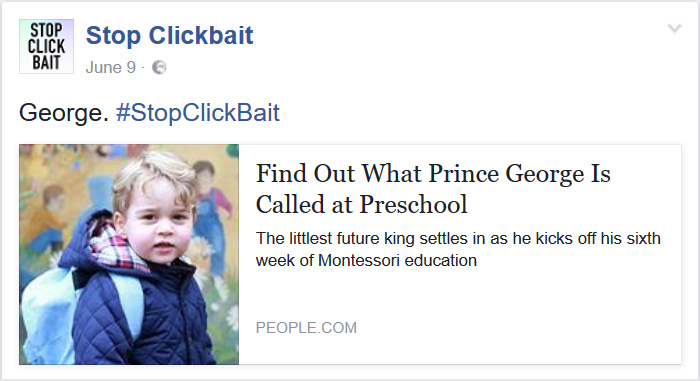 STOP
CLICK
BAIT
Stop Clickbait
June 9 ·
George. #StopClickBait
Find Out What Prince George Is
Called at Preschool
The littlest future king settles in as he kicks off his sixth
week of Montessori education
PEOPLE.COM